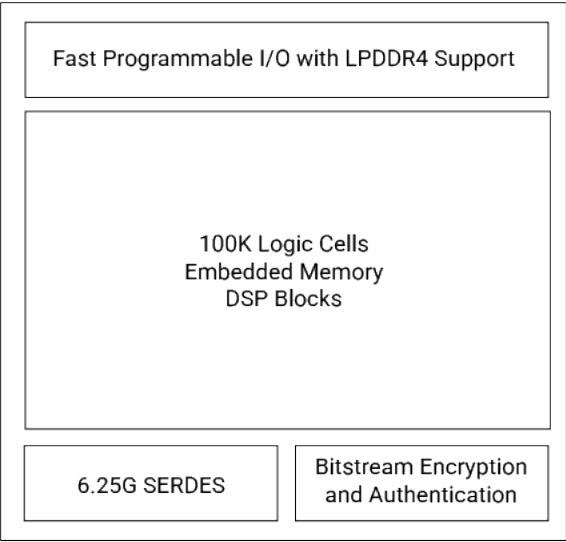 Fast Programmable I/O with LPDDR4 Support
100K Logic Cells
Embedded Memory
DSP Blocks
6.25G SERDES
Bitstream Encryption
and Authentication